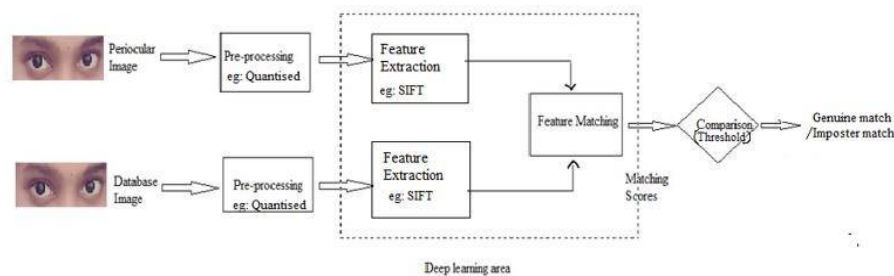 Periocular
Image
Pre-processing
eg: Quantised
Feature
Extraction
eg: SIFT
Feature Matching
Database
Image
Pre-processing
eg: Quantised
Feature
Extraction
eg: SIFT
Matching
Scores
Comparison
(Threshold)
Genuine match
/Imposter match
Deep learning area